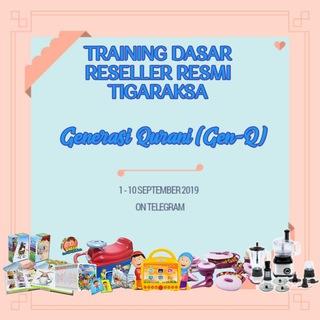 TRAINING DASAR
RESELLER RESMI
TIGARAKSA
Generasi Qurani (Gen-Q)
1 - 10 SEPTEMBER 2019
ON TELEGRAM